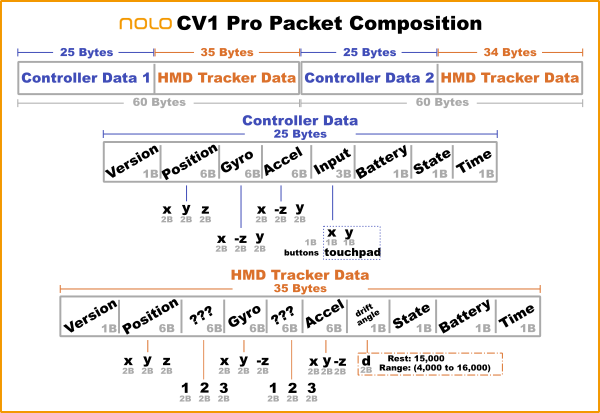 nolo CV1 Pro Packet Composition
25 Bytes 35 Bytes 25 Bytes 34 Bytes
Controller Data 1 HMD Tracker Data Controller Data 2 HMD Tracker Data
60 Bytes 60 Bytes
Controller Data
25 Bytes
Version Position Gyro Accel Input Battery State Time
1B 6B 6B 6B 3B 1B 1B 1B
x y z x -z y
2B 2B 2B 2B 2B 2B
x -z y x y
2B 2B 2B 1B 1B 1B
buttons touchpad
HMD Tracker Data
35 Bytes
Version Position ??? Gyro ??? Accel drift angle State Battery Time
1B 6B 6B 6B 6B 6B 1B 1B 1B 1B
x y z x y -z x y -z d Rest: 15,000
2B 2B 2B 2B 2B 2B 2B 2B 2B 2B Range: (4,000 to 16,000)
1 2 3 1 2 3
2B 2B 2B 2B 2B 2B